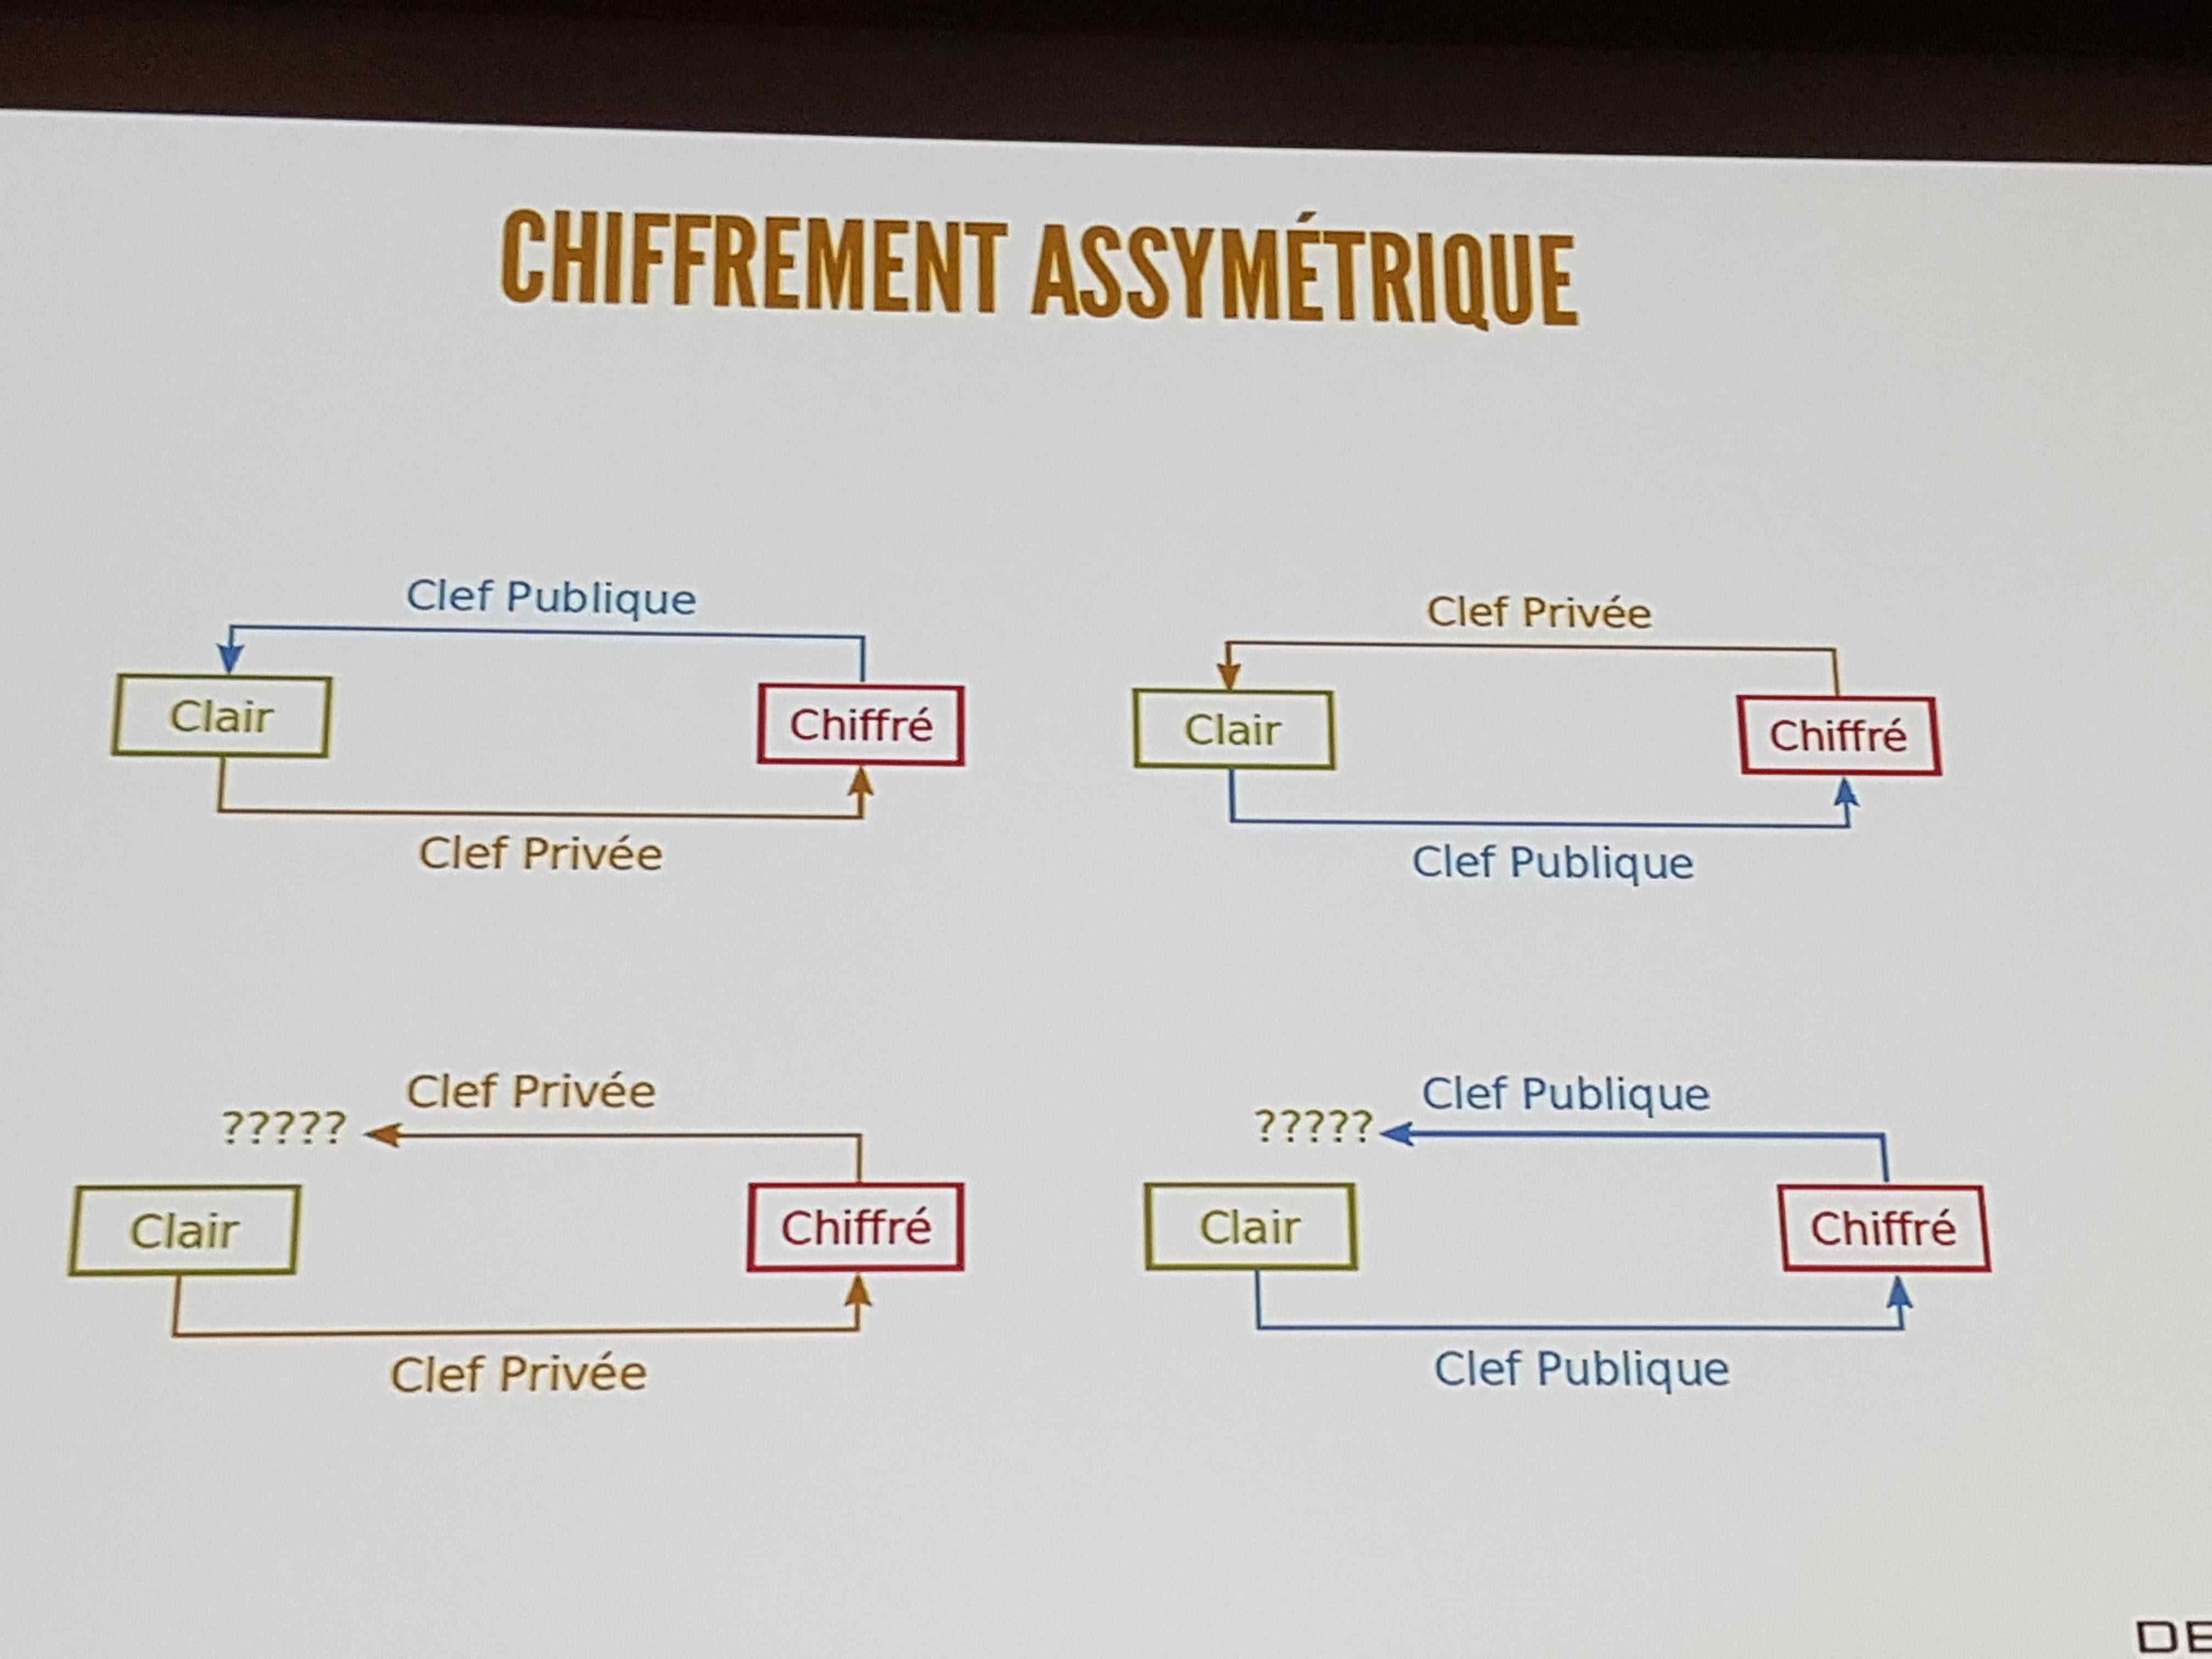 CHIFFREMENT ASSYMÉTRIQUE
Clef Publique
Clair
Chiffré
Clef Privée
Clef Privée
Clair
Chiffré
Clef Publique
Clef Privée
?????
Clair
Chiffré
Clef Privée
Clef Publique
?????
Clair
Chiffré
Clef Publique